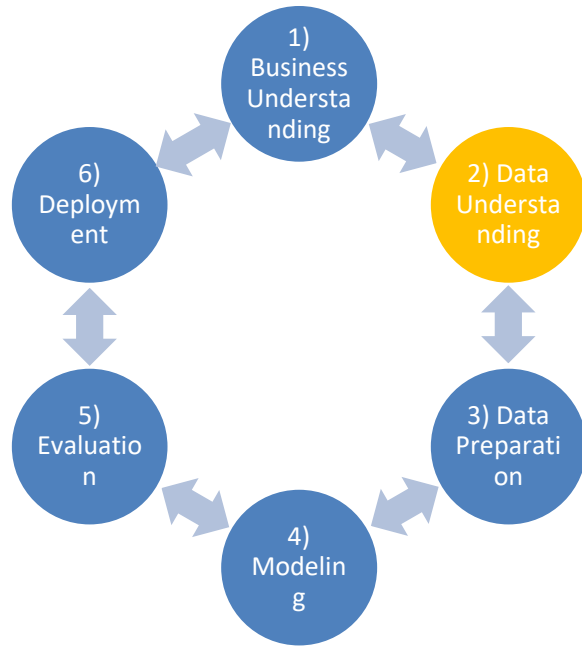 1)
Business
Understa
nding
2) Data
Understa
nding
3) Data
Preparati
on
4)
Modelin
g
5)
Evaluatio
n
6)
Deploym
ent